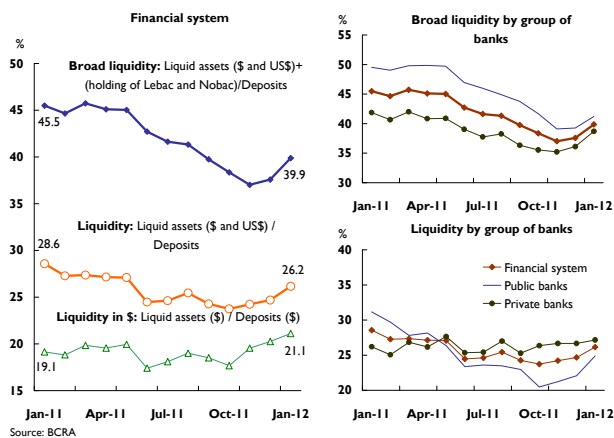 Financial system
%
50
45
40
35
30
25
20
15
Broad liquidity: Liquid assets ($ and US$)+
(holding of Lebac and Nobac)/Deposits
45.5
39.9
Liquidity: Liquid assets ($ and US$) /
Deposits
28.6
26.2
Liquidity in $: Liquid assets ($) / Deposits ($)
19.1
21.1
Jan-11 Apr-11 Jul-11 Oct-11 Jan-12
Source: BCRA
Broad liquidity by group of
banks
%
55
50
45
40
35
30
Jan-11 Apr-11 Jul-11 Oct-11 Jan-12
Liquidity by group of banks
%
40
35
30
25
20
Financial system
Public banks
Private banks
Jan-11 Apr-11 Jul-11 Oct-11 Jan-12